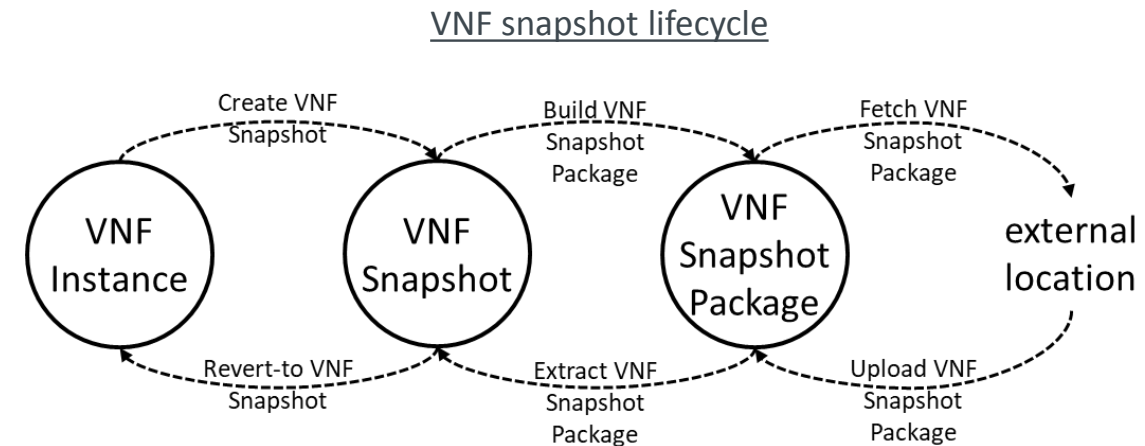 VNF snapshot lifecycle
Create VNF
Snapshot
Build VNF
Snapshot
Package
Fetch VNF
Snapshot
Package
VNF
Instance
VNF
Snapshot
VNF
Snapshot
Package
external
location
Revert-to VNF
Snapshot
Extract VNF
Snapshot
Package
Upload VNF
Snapshot
Package